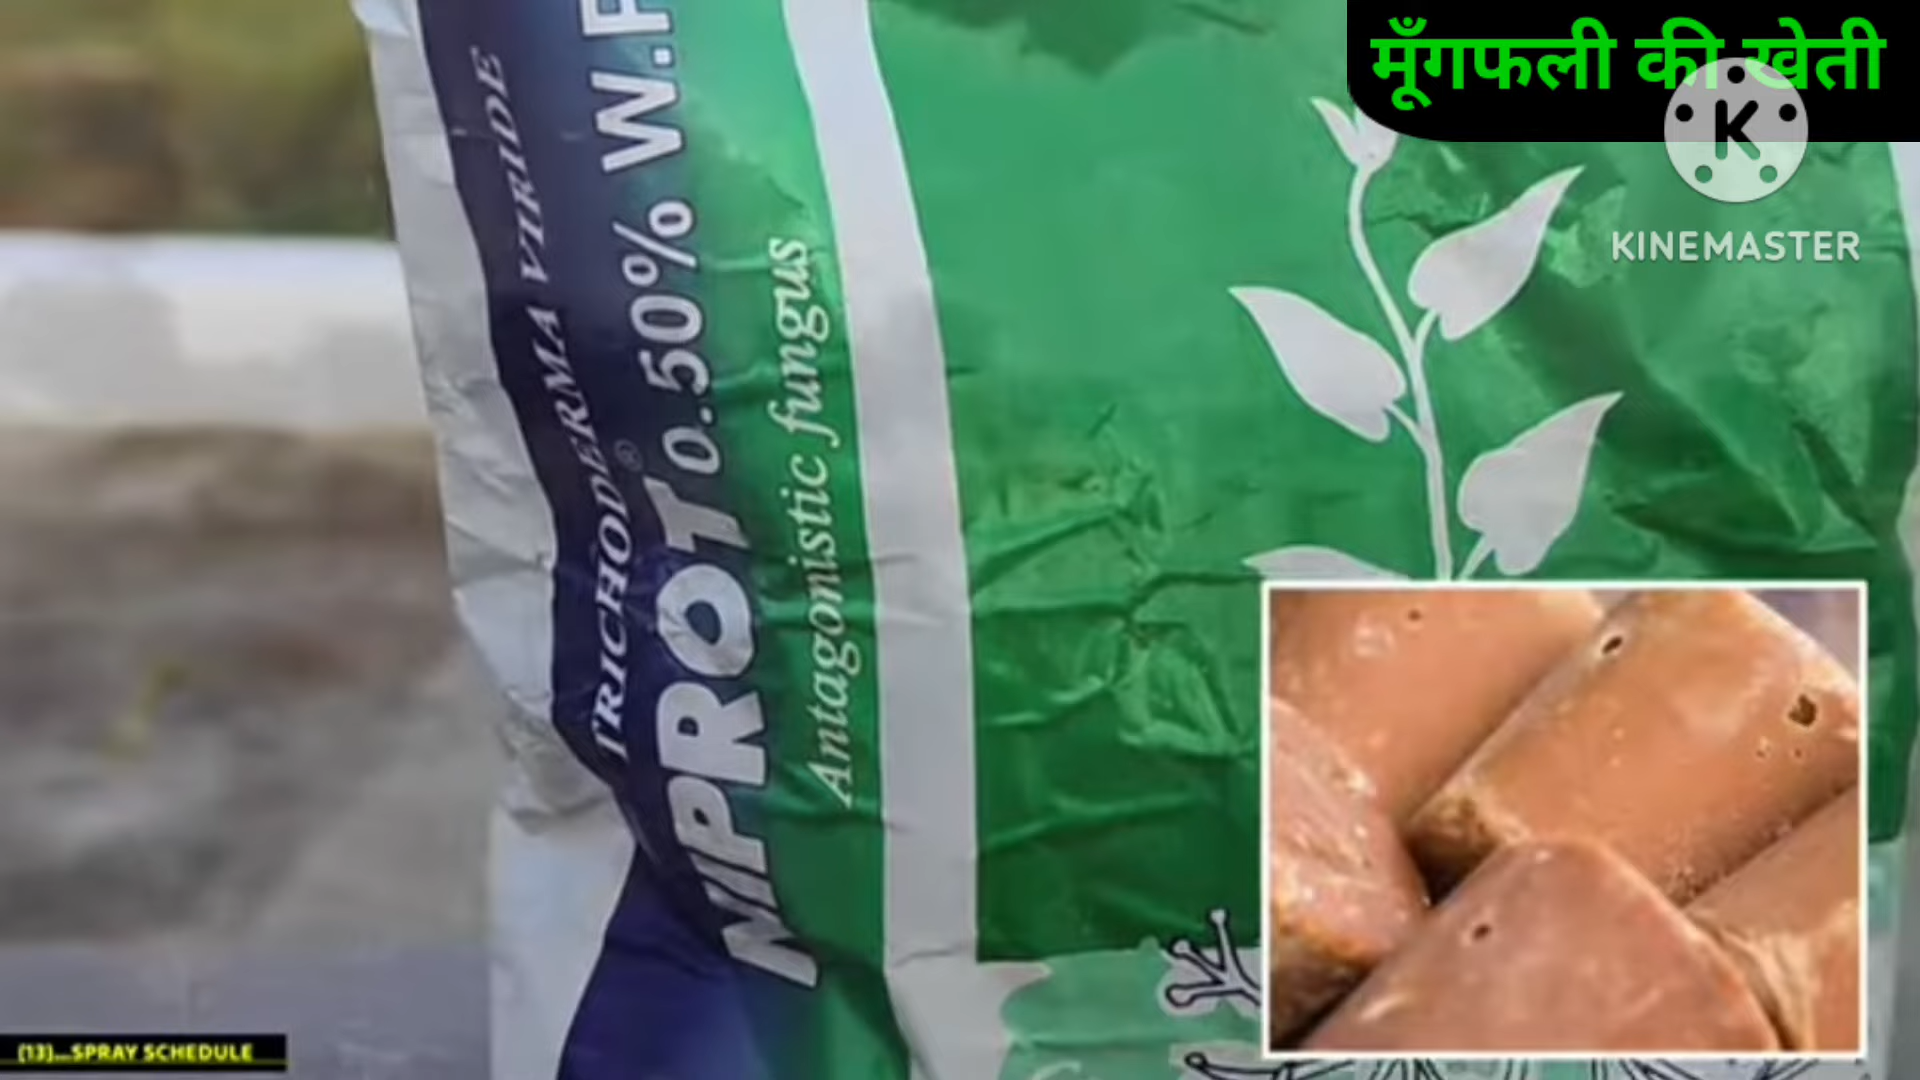 मूँगफली की खेती
K
KINEMASTER
TRICHODERMA VIRIDE
NIPROT® 0.50% W.P
Antagonistic fungus
(13)...SPRAY SCHEDULE